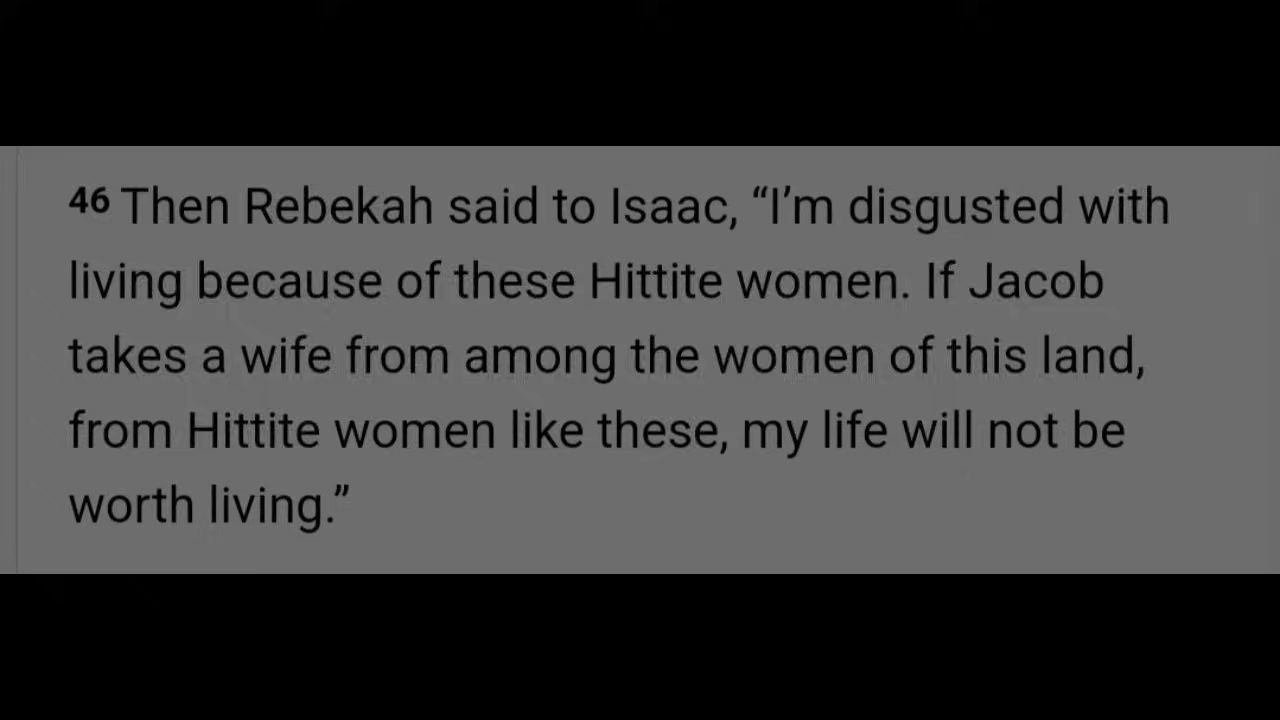 46 Then Rebekah said to Isaac, “I’m disgusted with
living because of these Hittite women. If Jacob
takes a wife from among the women of this land,
from Hittite women like these, my life will not be
worth living.”